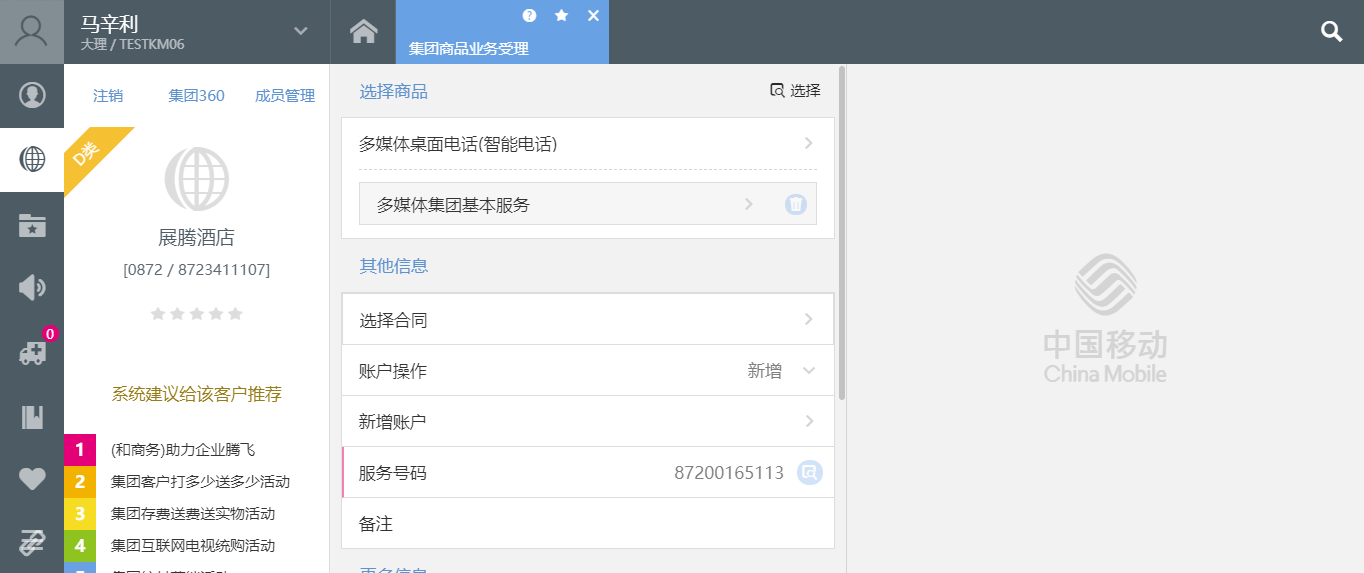 马辛利
大理 / TESTKM06
集团商品业务受理
注销 集团360 成员管理
D类
展腾酒店
[0872 / 8723411107]
0
系统建议给该客户推荐
1 (和商务)助力企业腾飞
2 集团客户打多少送多少活动
3 集团存费送费送实物活动
4 集团互联网电视统购活动
选择商品 选择
多媒体桌面电话(智能电话)
多媒体集团基本服务
其他信息
选择合同
账户操作 新增
新增账户
服务号码 87200165113
备注
更多信息
中国移动
China Mobile